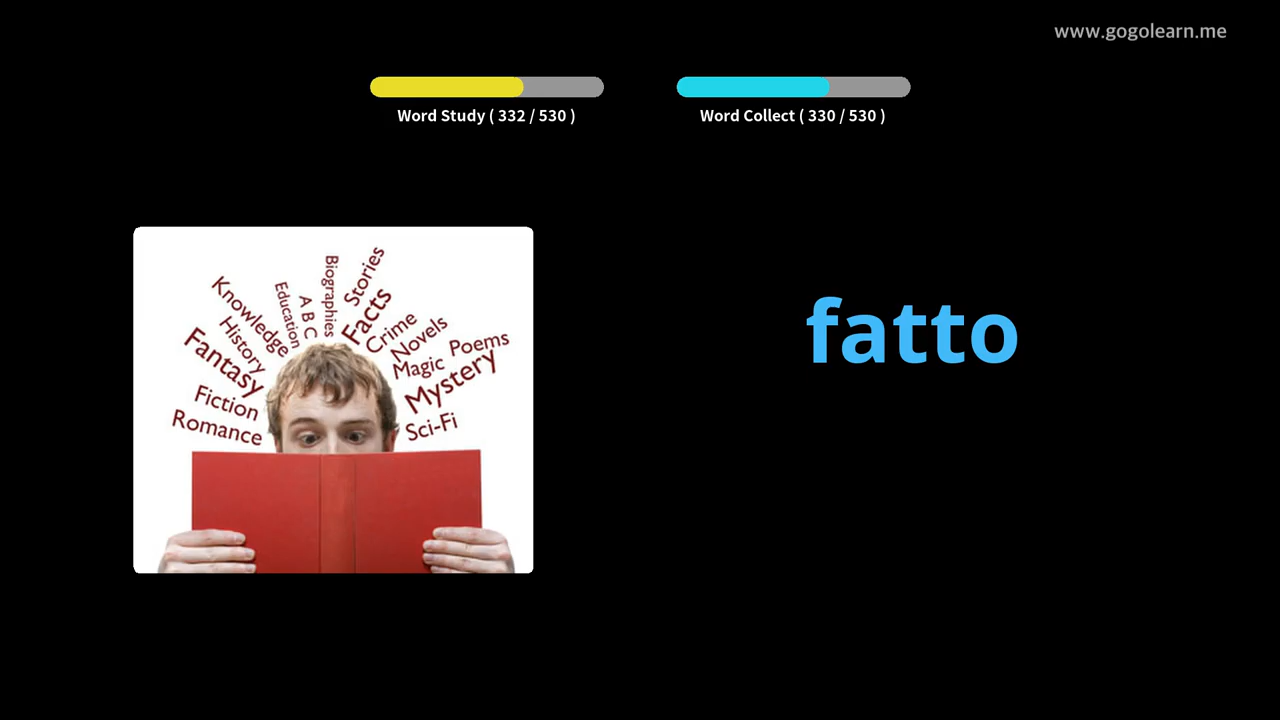 www.gogolearn.me
Word Study ( 332 / 530 )
Word Collect ( 330 / 530 )
Stories
Biographies
Facts
A B C
Education
Knowledge
Crime
History
Novels
Poems
Fantasy
Magic
Mystery
Fiction
Sci-Fi
Romance
fatto